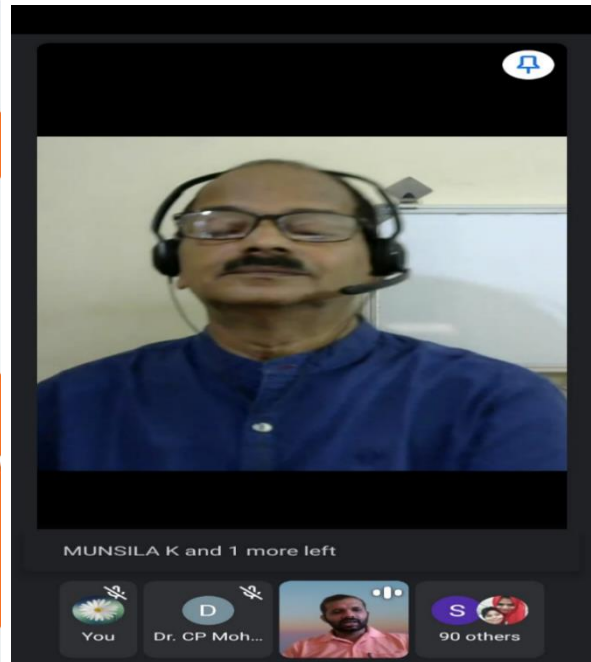 MUNSILA K and 1 more left
D
S
You
Dr. CP Moh...
90 others